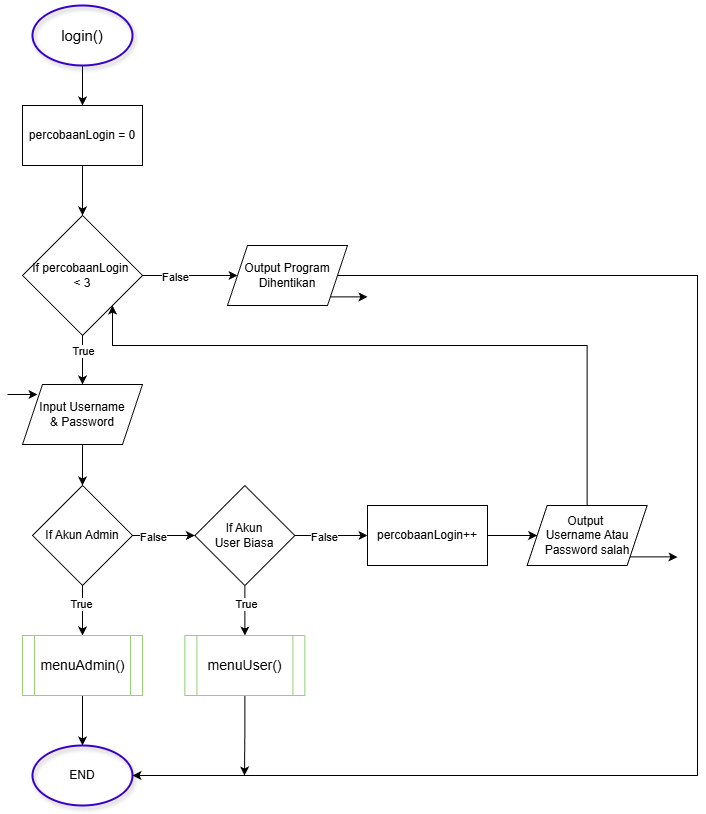 login()
percobaanLogin = 0
If percobaanLogin
< 3
False
Output Program
Dihentikan
True
Input Username
& Password
If Akun Admin
False
If Akun
User Biasa
False
percobaanLogin++
Output
Username Atau
Password salah
True
True
menuAdmin()
menuUser()
END